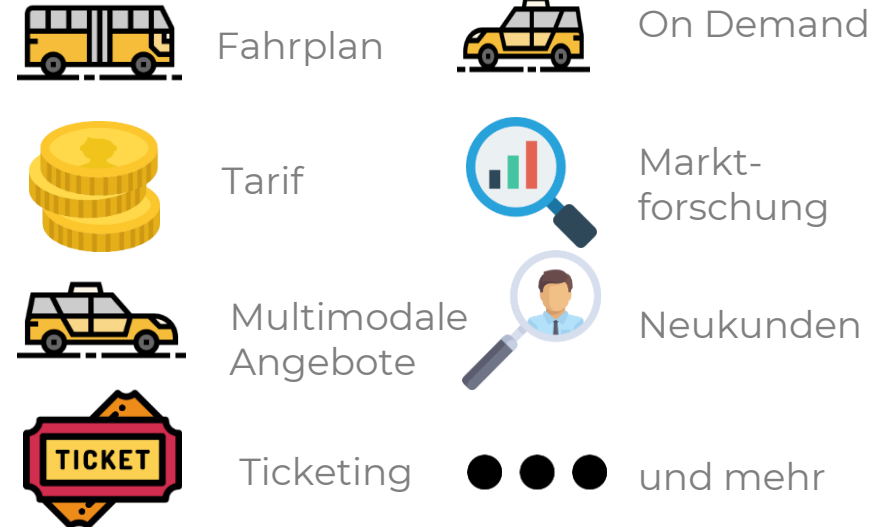 Fahrplan
On Demand
Tarif
Markt-
forschung
Multimodale
Angebote
Neukunden
TICKET
Ticketing
und mehr